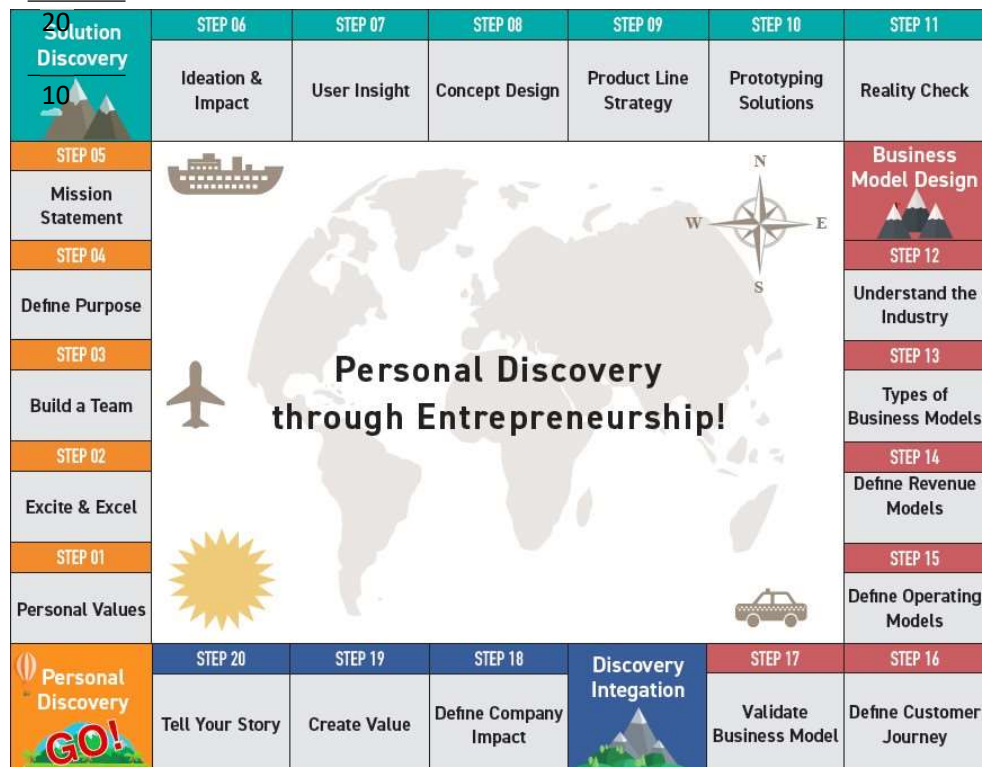 20
Solution
Discovery
10
STEP 06
Ideation &
Impact
STEP 07
User Insight
STEP 08
Concept Design
STEP 09
Product Line
Strategy
STEP 10
Prototyping
Solutions
STEP 11
Reality Check
STEP 05
Mission
Statement
STEP 04
Define Purpose
STEP 03
Build a Team
STEP 02
Excite & Excel
STEP 01
Personal Values
N
W
E
S
Personal Discovery
through Entrepreneurship!
Business
Model Design
STEP 12
Understand the
Industry
STEP 13
Types of
Business Models
STEP 14
Define Revenue
Models
STEP 15
Define Operating
Models
Personal
Discovery
GO!
STEP 20
Tell Your Story
STEP 19
Create Value
STEP 18
Define Company
Impact
Discovery
Integation
STEP 17
Validate
Business Model
STEP 16
Define Customer
Journey